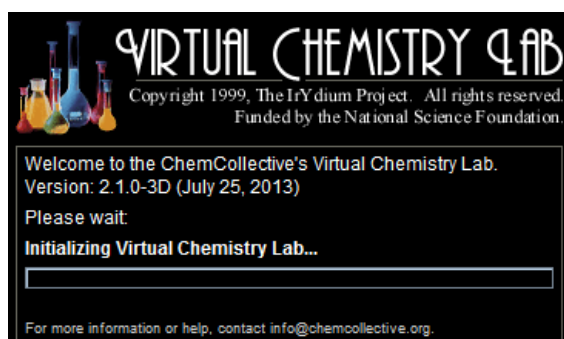 VIRTUAL CHEMISTRY LAB
Copyright 1999, The IrYdium Project. All rights reserved.
Funded by the National Science Foundation.
Welcome to the ChemCollective's Virtual Chemistry Lab.
Version: 2.1.0-3D (July 25, 2013)
Please wait:
Initializing Virtual Chemistry Lab...
For more information or help, contact info@chemcollective.org.